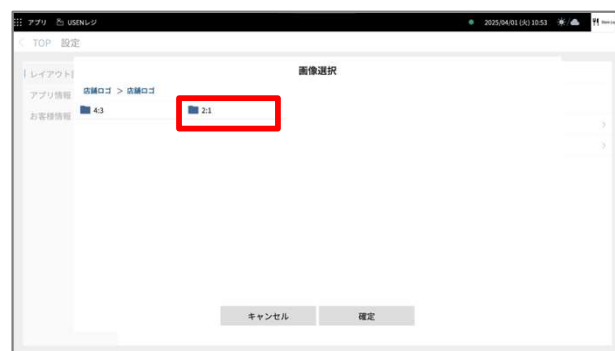 アプリ USENレジ 2025/04/01 (火) 10:53
TOP 設定
画像選択
レイアウト
アプリ情報
お客様情報
店舗ロゴ > 店舗ロゴ
4:3 2:1
キャンセル 確定